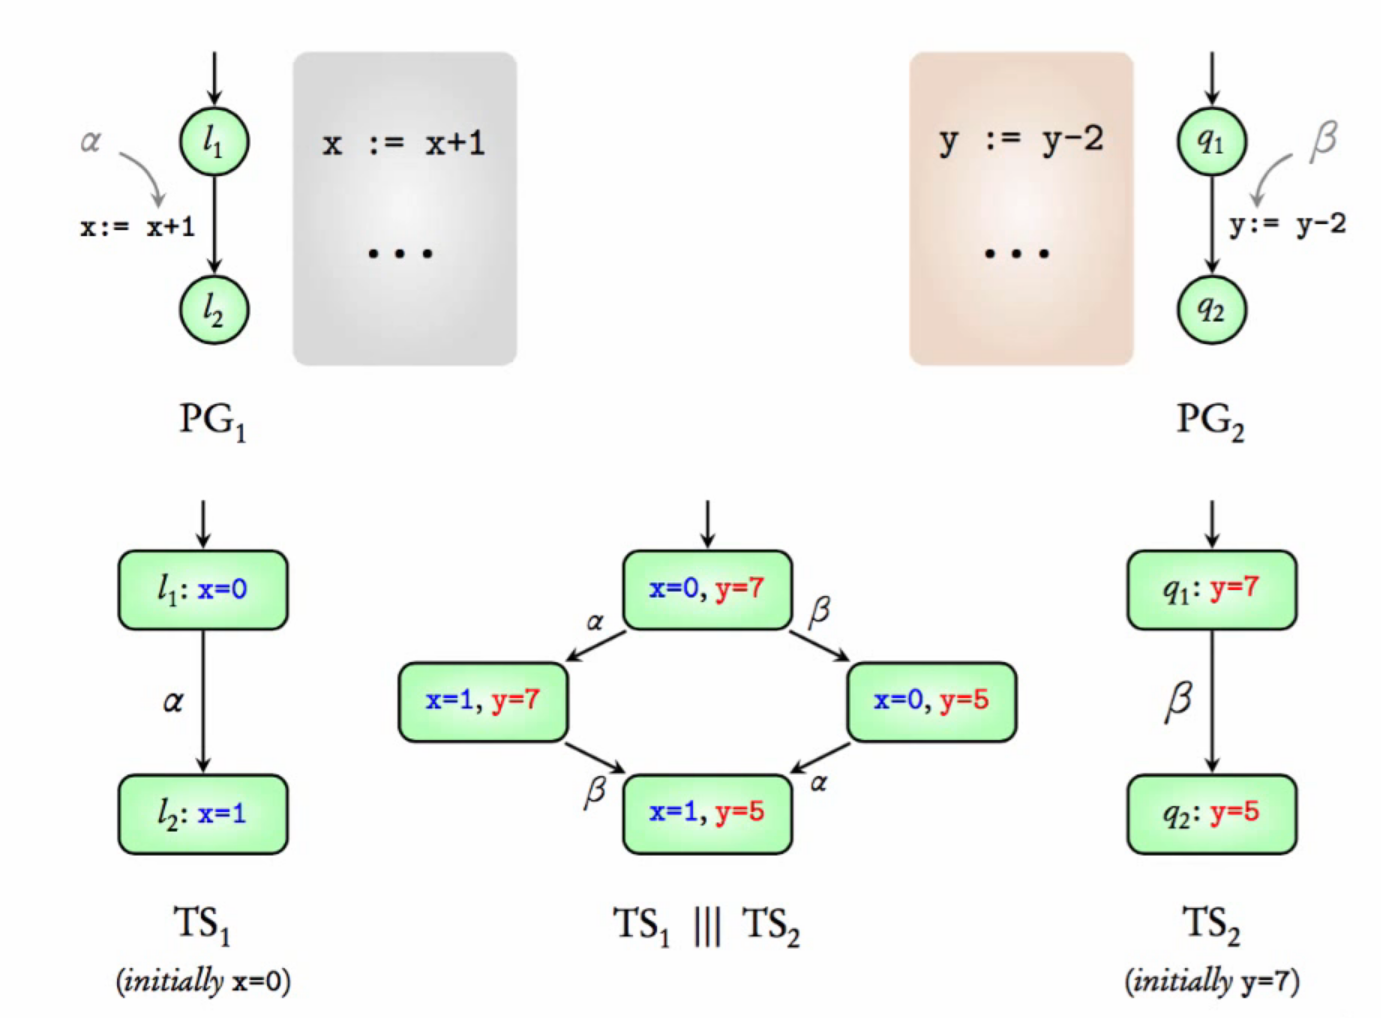 α
l₁
x := x+1
y := y-2
q₁
β
x:= x+1
...
...
y:= y-2
l₂
q₂
PG₁
PG₂
l₁: x=0
x=0, y=7
q₁: y=7
α
β
α
x=1, y=7
x=0, y=5
β
β
α
l₂: x=1
x=1, y=5
q₂: y=5
TS₁
TS₁ ||| TS₂
TS₂
(initially x=0)
(initially y=7)